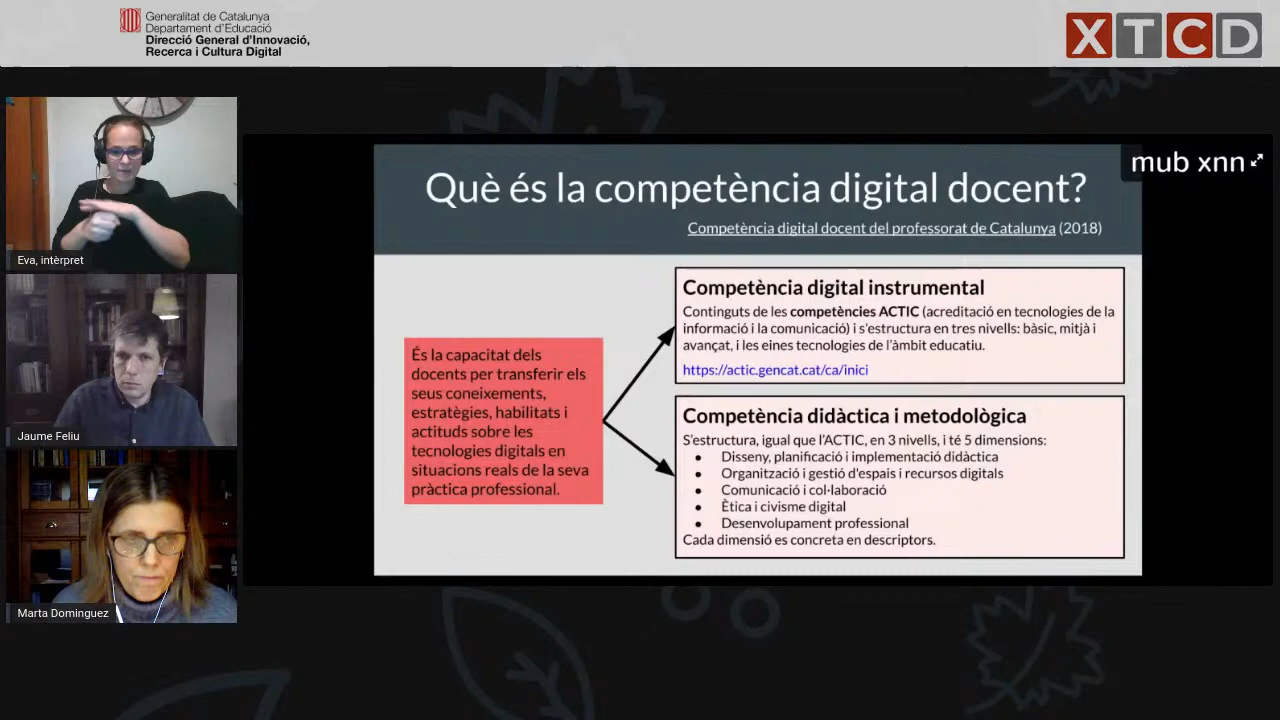 Generalitat de Catalunya
Departament d'Educació
Direcció General d'Innovació,
Recerca i Cultura Digital
XTCD
Eva, intèrpret
Jaume Feliu
Marta Dominguez
mub xnn
Què és la competència digital docent?
Competència digital docent del professorat de Catalunya (2018)
És la capacitat dels
docents per transferir els
seus coneixements,
estratègies, habilitats i
actituds sobre les
tecnologies digitals en
situacions reals de la seva
pràctica professional.
Competència digital instrumental
Continguts de les competències ACTIC (acreditació en tecnologies de la
informació i la comunicació) i s'estructura en tres nivells: bàsic, mitjà i
avançat, i les eines tecnologies de l'àmbit educatiu.
https://actic.gencat.cat/ca/inici
Competència didàctica i metodològica
S'estructura, igual que l'ACTIC, en 3 nivells, i té 5 dimensions:
● Disseny, planificació i implementació didàctica
● Organització i gestió d'espais i recursos digitals
● Comunicació i col·laboració
● Ètica i civisme digital
● Desenvolupament professional
Cada dimensió es concreta en descriptors.